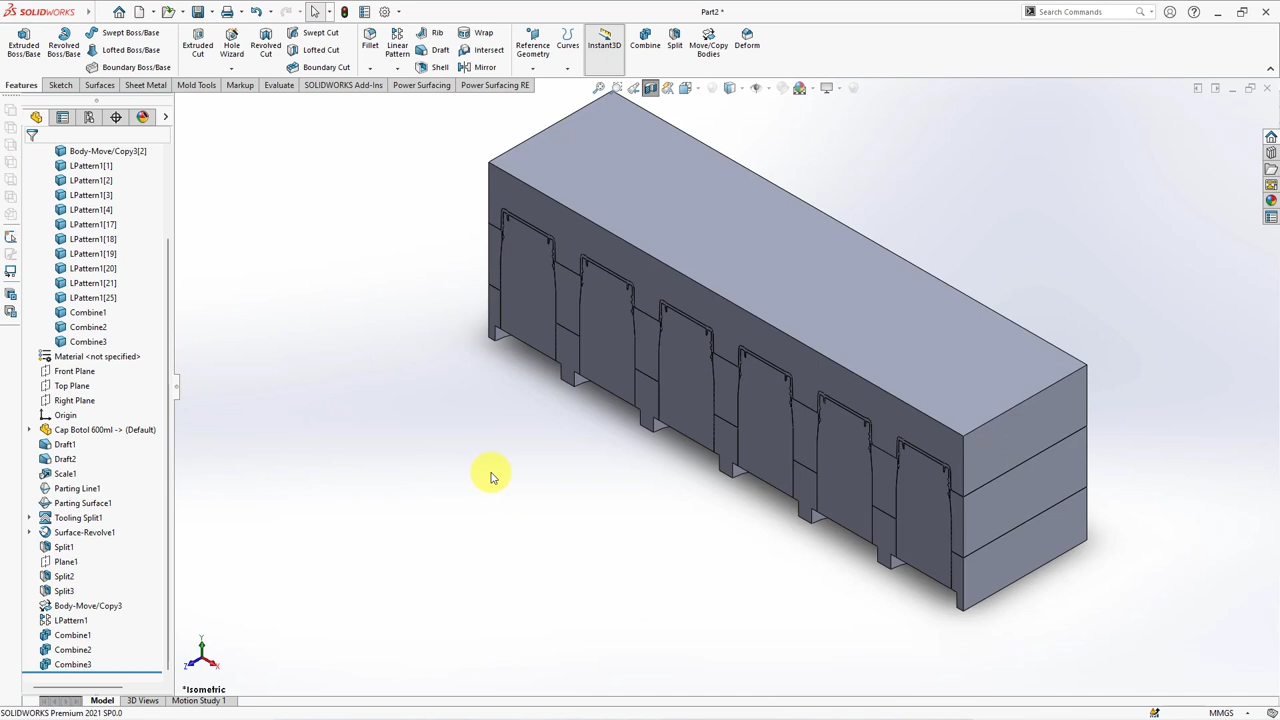 SOLIDWORKS
Part2 *
Search Commands
Extruded Boss/Base
Revolved Boss/Base
Swept Boss/Base
Lofted Boss/Base
Boundary Boss/Base
Extruded Cut
Hole Wizard
Revolved Cut
Swept Cut
Lofted Cut
Boundary Cut
Fillet
Linear Pattern
Rib
Draft
Shell
Wrap
Intersect
Mirror
Reference Geometry
Curves
Instant3D
Combine
Split
Move/Copy Bodies
Deform
Features
Sketch
Surfaces
Sheet Metal
Mold Tools
Markup
Evaluate
SOLIDWORKS Add-Ins
Power Surfacing
Power Surfacing RE
Body-Move/Copy3[2]
LPattern1[1]
LPattern1[2]
LPattern1[3]
LPattern1[4]
LPattern1[17]
LPattern1[18]
LPattern1[19]
LPattern1[20]
LPattern1[21]
LPattern1[25]
Combine1
Combine2
Combine3
Material <not specified>
Front Plane
Top Plane
Right Plane
Origin
Cap Botol 600ml -> (Default)
Draft1
Draft2
Scale1
Parting Line1
Parting Surface1
Tooling Split1
Surface-Revolve1
Split1
Plane1
Split2
Split3
Body-Move/Copy3
LPattern1
Combine1
Combine2
Combine3
Y
Z
X
*Isometric
Model
3D Views
Motion Study 1
SOLIDWORKS Premium 2021 SP0.0
MMGS